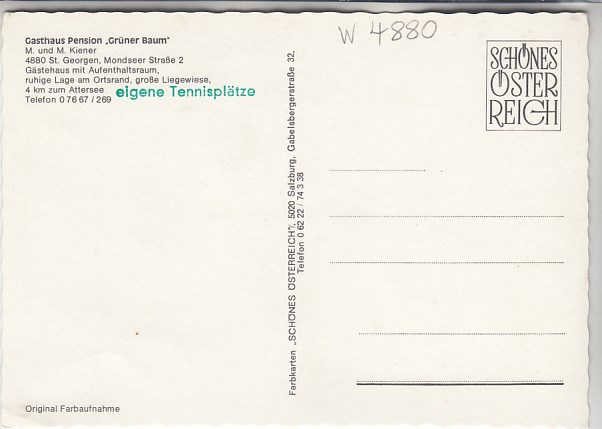 Gasthaus Pension „Grüner Baum"
M. und M. Kiener
4880 St. Georgen, Mondseer Straße 2
Gästehaus mit Aufenthaltsraum,
ruhige Lage am Ortsrand, große Liegewiese,
4 km zum Attersee eigene Tennisplätze
Telefon 0 76 67 / 269
W 4880
SCHÖNES
ÖSTER
REICH
Farbkarten „SCHÖNES ÖSTERREICH", 5020 Salzburg, Gabelsbergerstraße 32,
Telefon 0 62 22 / 74 3 38
Original Farbaufnahme